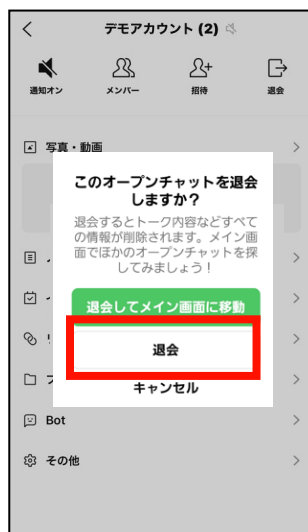 デモアカウント (2)
通知オン メンバー 招待 退会
写真・動画
このオープンチャットを退会
しますか？
退会するとトーク内容などすべて
の情報が削除されます。メイン画
面でほかのオープンチャットを探
してみましょう！
退会してメイン画面に移動
退会
キャンセル
Bot
その他